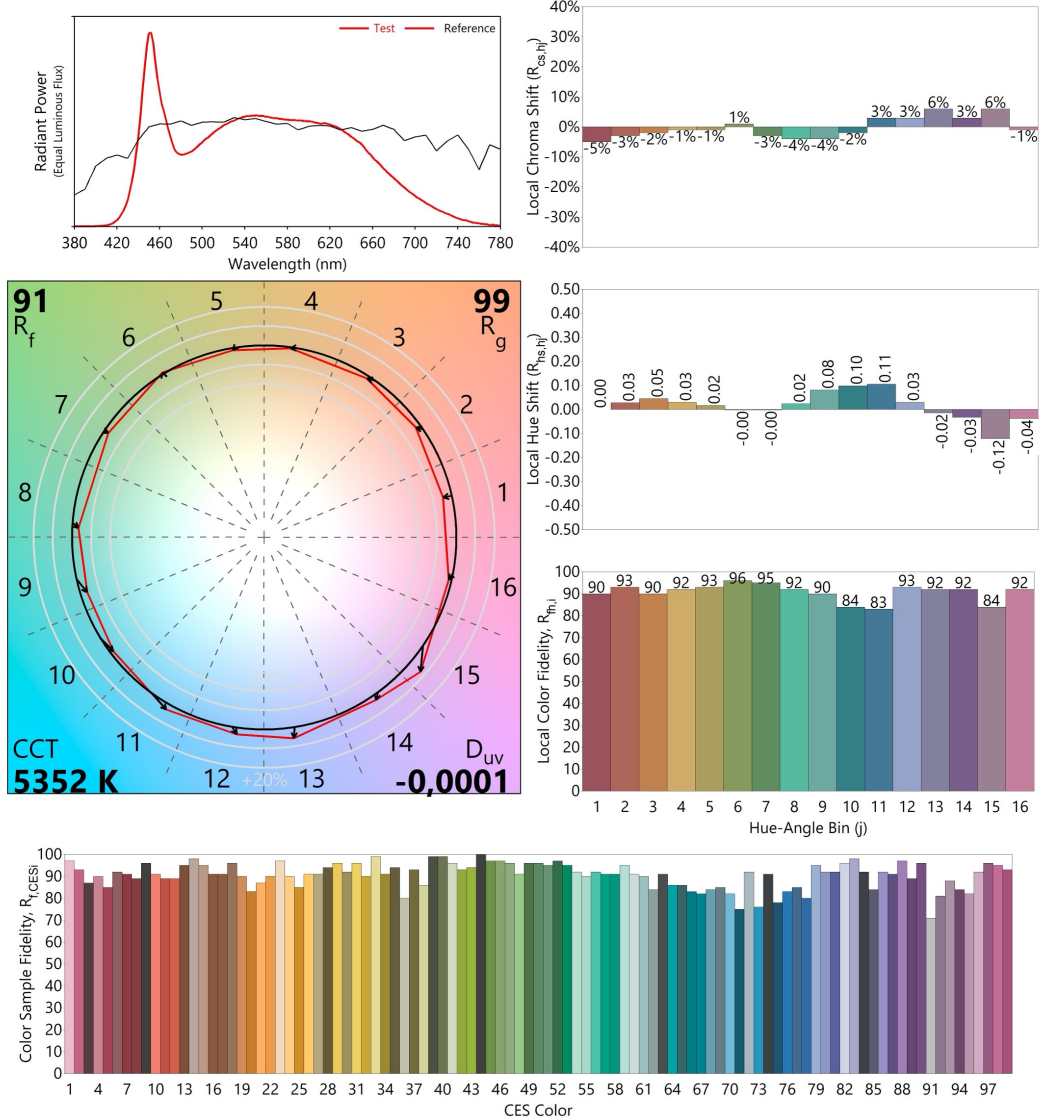 Test
Reference
Radiant Power
(Equal Luminous Flux)
380 420 460 500 540 580 620 660 700 740 780
Wavelength (nm)
40%
30%
20%
10%
0%
-10%
-20%
-30%
-40%
Local Chroma Shift (Rcs,hj)
-5% -3% -2% -1% -1% 1% -3% -4% -4% -2% 3% 3% 6% 3% 6% -1%
91
Rf
99
Rg
5 4
6 3
7 2
8 1
9 16
10 15
11 14
12 +20% 13
CCT
5352 K
Duv
-0,0001
0.50
0.40
0.30
0.20
0.10
0.00
-0.10
-0.20
-0.30
-0.40
-0.50
Local Hue Shift (Rhs,hj)
0.00 0.03 0.05 0.03 0.02 -0.00 -0.00 0.02 0.08 0.10 0.11 0.03 -0.02 -0.03 -0.12 -0.04
100
90
80
70
60
50
40
30
20
10
0
Local Color Fidelity, Rfh,i
90 93 90 92 93 96 95 92 90 84 83 93 92 92 84 92
1 2 3 4 5 6 7 8 9 10 11 12 13 14 15 16
Hue-Angle Bin (j)
100
90
80
70
60
50
40
30
20
10
0
Color Sample Fidelity, Rf,CESi
1 4 7 10 13 16 19 22 25 28 31 34 37 40 43 46 49 52 55 58 61 64 67 70 73 76 79 82 85 88 91 94 97
CES Color